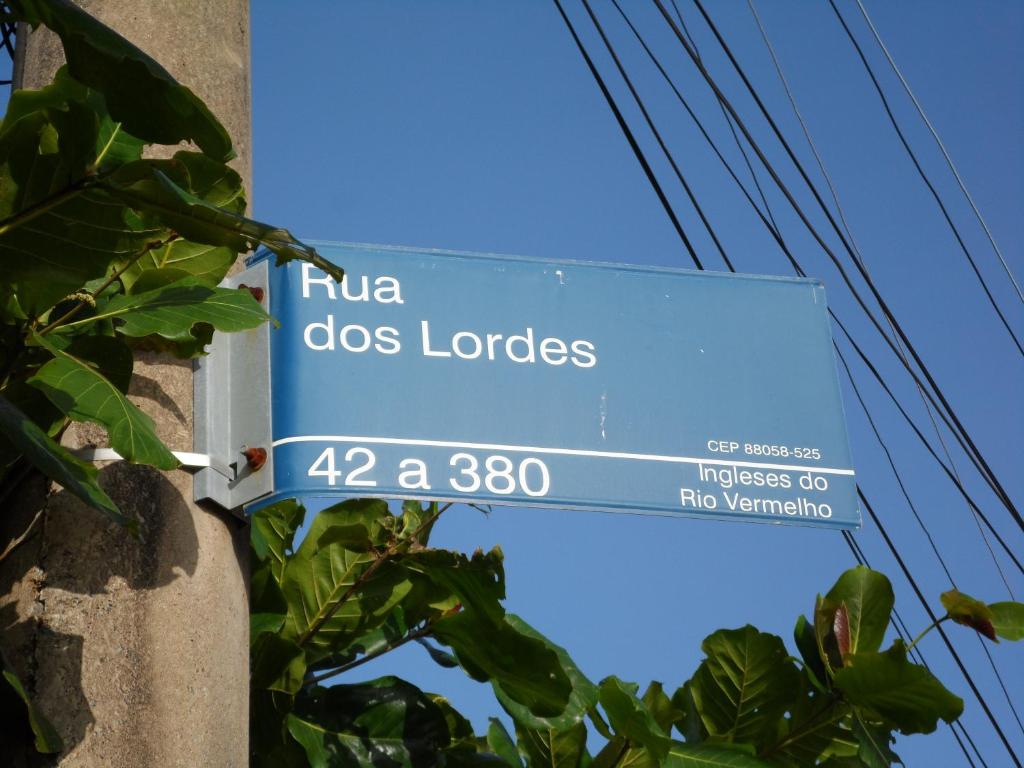 Rua
dos Lordes
42 a 380
CEP 88058-525
Ingleses do
Rio Vermelho